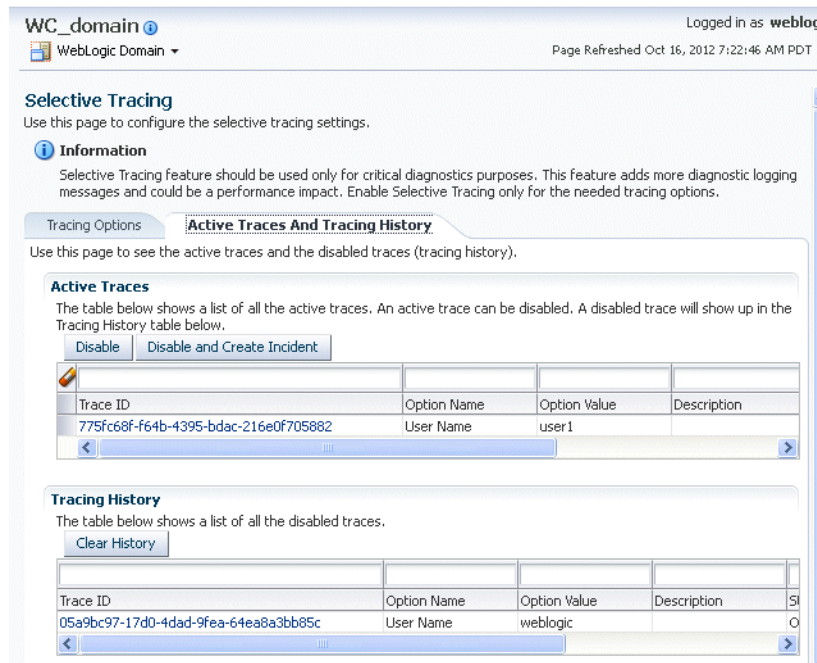 WC_domain
Logged in as
WebLogic Domain
Page Refreshed Oct 16, 2012 7:22:46 AM PDT
Selective Tracing
Use this page to configure the selective tracing settings.
Information
Selective Tracing feature should be used only for critical diagnostics purposes. This feature adds more diagnostic logging
messages and could be a performance impact. Enable Selective Tracing only for the needed tracing options.
Tracing Options
Active Traces And Tracing History
Use this page to see the active traces and the disabled traces (tracing history).
Active Traces
The table below shows a list of all the active traces. An active trace can be disabled. A disabled trace will show up in the
Tracing History table below.
Disable
Disable and Create Incident
Trace ID Option Name Option Value Description
775fc68f-f64b-4395-bdac-216e0f705882 User Name user1
Tracing History
The table below shows a list of all the disabled traces.
Clear History
Trace ID Option Name Option Value Description
05a9bc97-17d0-4dad-9fea-64ea8a3bb85c User Name weblogic